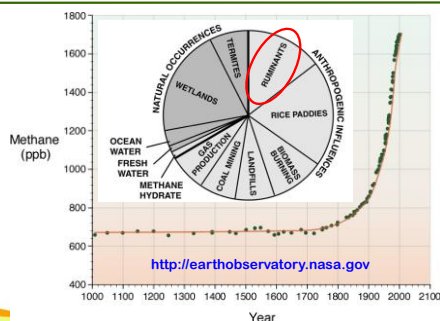 Methane
(ppb)
1800
1600
1400
1200
1000
800
600
400
NATURAL OCCURRENCES
TERMITES
WETLANDS
OCEAN
WATER
FRESH
WATER
METHANE
HYDRATE
ANTHROPOGENIC INFLUENCES
RUMINANTS
RICE PADDIES
BIOMASS
BURNING
LANDFILLS
COAL MINING
GAS
PRODUCTION
http://earthobservatory.nasa.gov
1000 1100 1200 1300 1400 1500 1600 1700 1800 1900 2000 2100
Year